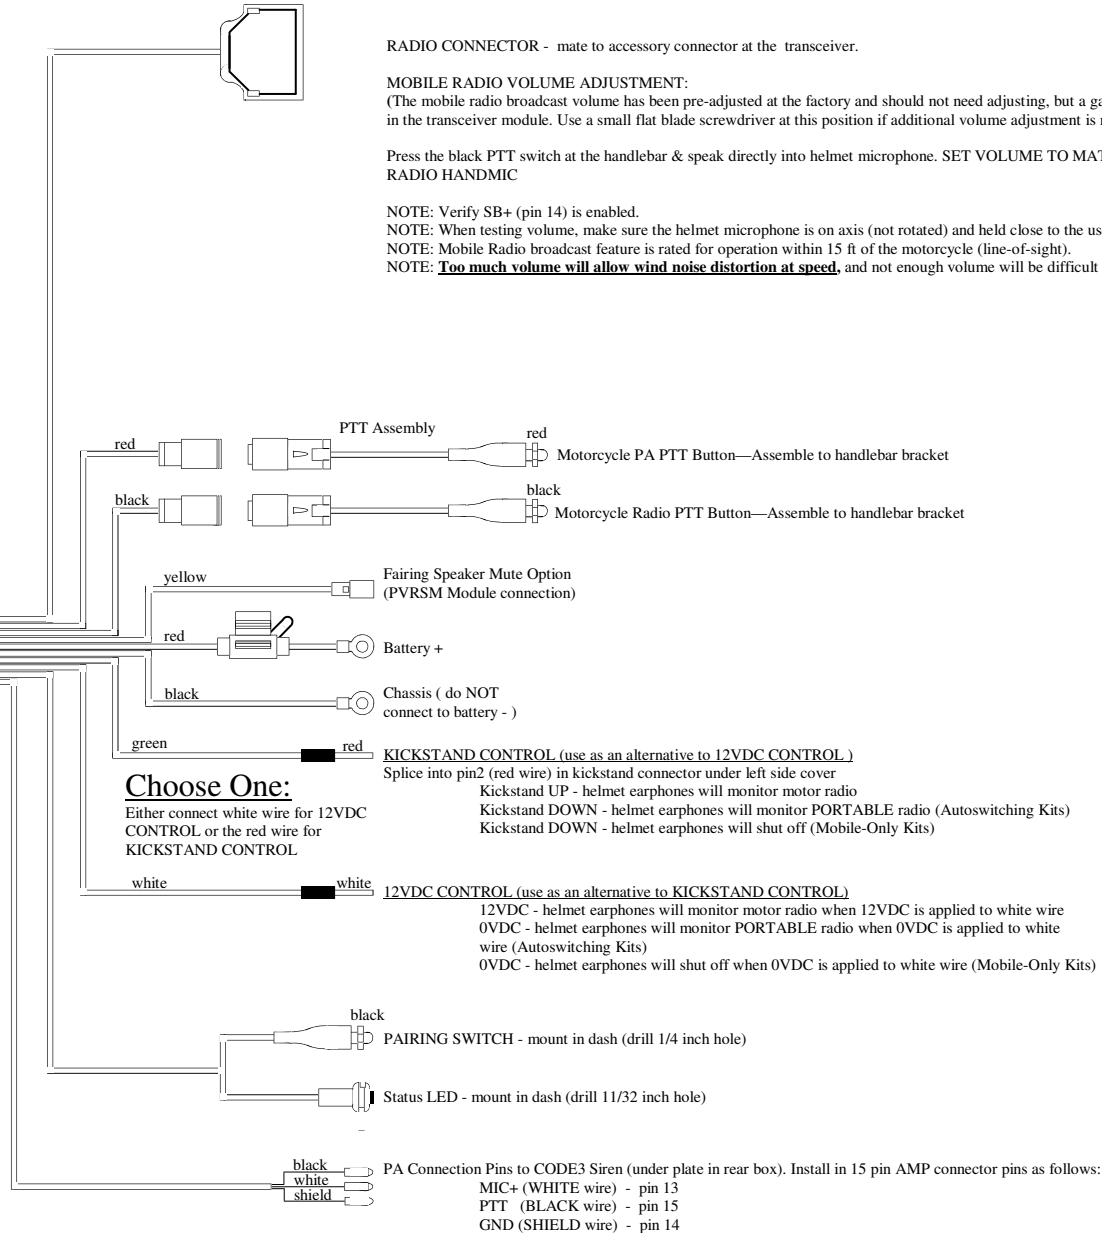 RADIO CONNECTOR - mate to accessory connector at the transceiver.
MOBILE RADIO VOLUME ADJUSTMENT:
(The mobile radio broadcast volume has been pre-adjusted at the factory and should not need adjusting, but a
in the transceiver module. Use a small flat blade screwdriver at this position if additional volume adjustment is
Press the black PTT switch at the handlebar & speak directly into helmet microphone. SET VOLUME TO
RADIO HANDMIC
NOTE: Verify SB+ (pin 14) is enabled.
NOTE: When testing volume, make sure the helmet microphone is on axis (not rotated) and held close to the
NOTE: Mobile Radio broadcast feature is rated for operation within 15 ft of the motorcycle (line-of-sight).
NOTE: Too much volume will allow wind noise distortion at speed, and not enough volume will be difficult
PTT Assembly
red
red
Motorcycle PA PTT Button—Assemble to handlebar bracket
black
black
Motorcycle Radio PTT Button—Assemble to handlebar bracket
yellow
Fairing Speaker Mute Option
(PVRSM Module connection)
red
Battery +
black
Chassis ( do NOT
connect to battery - )
green
red
KICKSTAND CONTROL (use as an alternative to 12VDC CONTROL )
Splice into pin2 (red wire) in kickstand connector under left side cover
Kickstand UP - helmet earphones will monitor motor radio
Kickstand DOWN - helmet earphones will monitor PORTABLE radio (Autoswitching Kits)
Kickstand DOWN - helmet earphones will shut off (Mobile-Only Kits)
Choose One:
Either connect white wire for 12VDC
CONTROL or the red wire for
KICKSTAND CONTROL
white
white
12VDC CONTROL (use as an alternative to KICKSTAND CONTROL)
12VDC - helmet earphones will monitor motor radio when 12VDC is applied to white wire
0VDC - helmet earphones will monitor PORTABLE radio when 0VDC is applied to white
wire (Autoswitching Kits)
0VDC - helmet earphones will shut off when 0VDC is applied to white wire (Mobile-Only Kits)
black
PAIRING SWITCH - mount in dash (drill 1/4 inch hole)
Status LED - mount in dash (drill 11/32 inch hole)
black
white
shield
PA Connection Pins to CODE3 Siren (under plate in rear box). Install in 15 pin AMP connector pins as follows:
MIC+ (WHITE wire) - pin 13
PTT (BLACK wire) - pin 15
GND (SHIELD wire) - pin 14